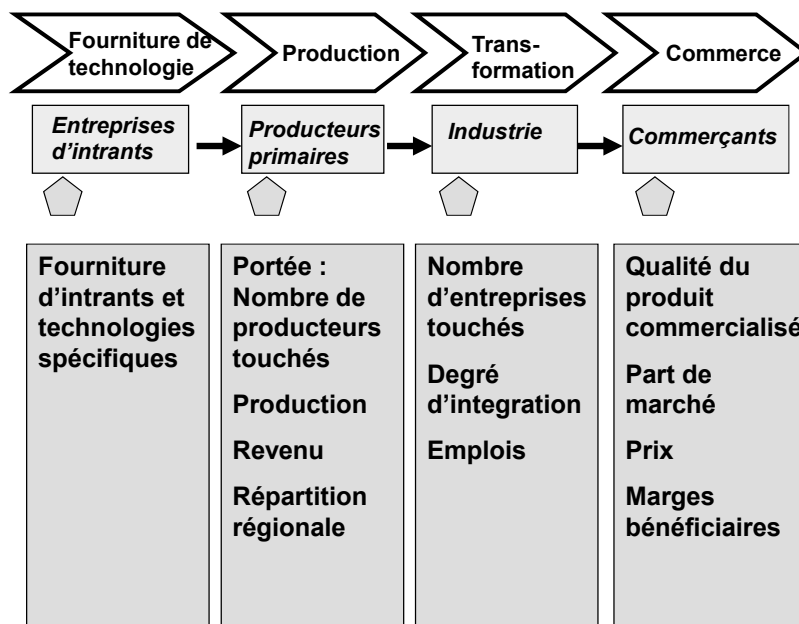 Fourniture de
technologie
Production
Trans-
formation
Commerce
Entreprises
d’intrants
Producteurs
primaires
Industrie
Commerçants
Fourniture
d’intrants et
technologies
spécifiques
Portée :
Nombre de
producteurs
touchés
Production
Revenu
Répartition
régionale
Nombre
d’entreprises
touchés
Degré
d’integration
Emplois
Qualité du
produit
commercialisé
Part de
marché
Prix
Marges
bénéficiaires